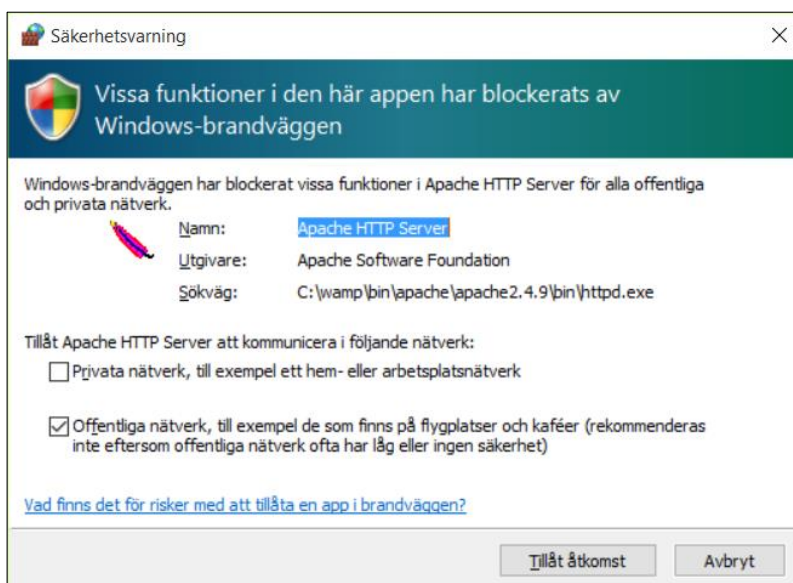 Säkerhetsvarning
Vissa funktioner i den här appen har blockerats av
Windows-brandväggen
Windows-brandväggen har blockerat vissa funktioner i Apache HTTP Server för alla offentliga
och privata nätverk.
Namn: Apache HTTP Server
Utgivare: Apache Software Foundation
Sökväg: C:\wamp\bin\apache\apache2.4.9\bin\httpd.exe
Tillåt Apache HTTP Server att kommunicera i följande nätverk:
Privata nätverk, till exempel ett hem- eller arbetsplatsnätverk
Offentliga nätverk, till exempel de som finns på flygplatser och kaféer (rekommenderas
inte eftersom offentliga nätverk ofta har låg eller ingen säkerhet)
Vad finns det för risker med att tillåta en app i brandväggen?
Tillåt åtkomst Avbryt